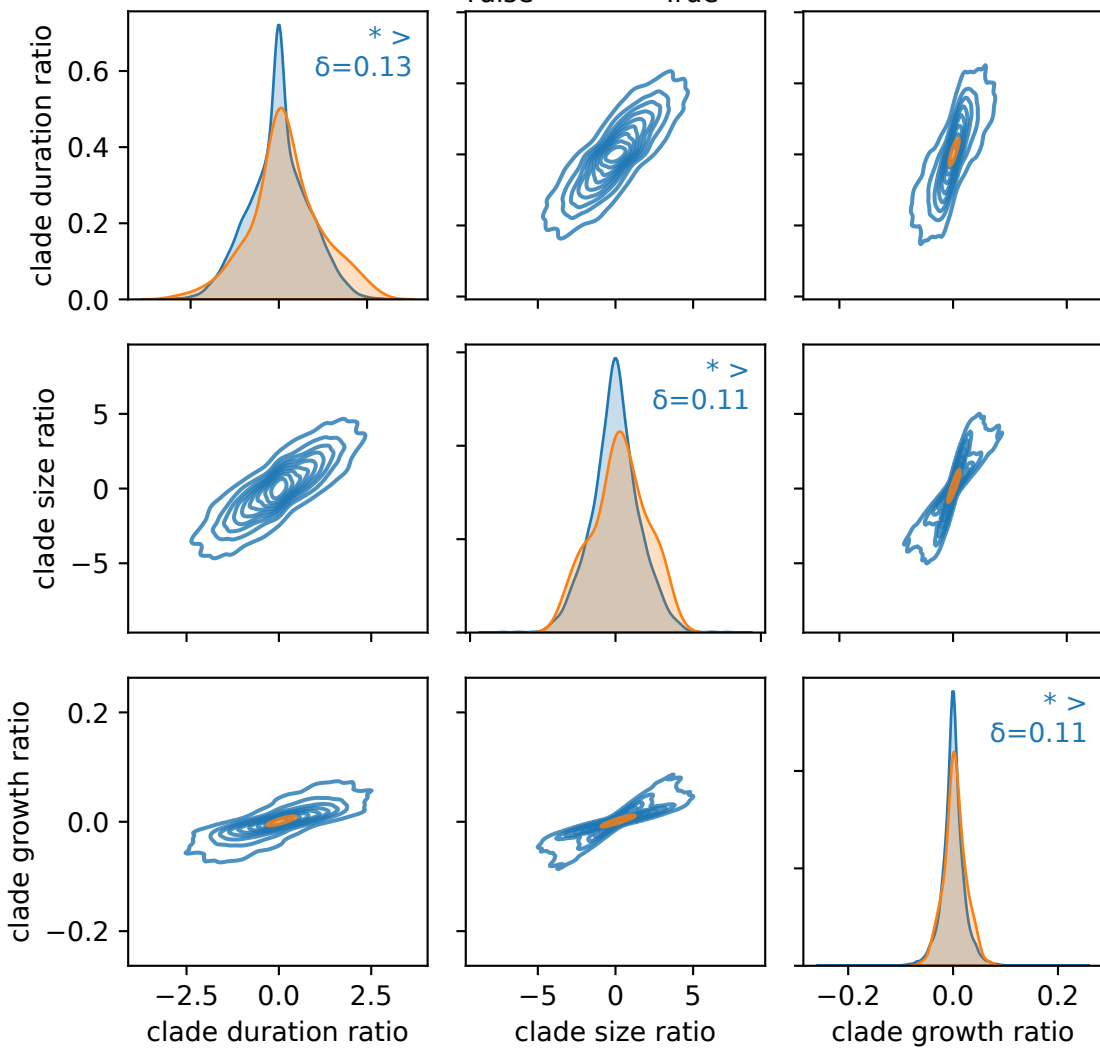 False True
clade duration ratio
0.6
0.4
0.2
0.0
* >
δ=0.13
clade size ratio
5
0
−5
* >
δ=0.11
clade growth ratio
0.2
0.0
−0.2
* >
δ=0.11
−2.5 0.0 2.5
−5 0 5
−0.2 0.0 0.2
clade duration ratio
clade size ratio
clade growth ratio